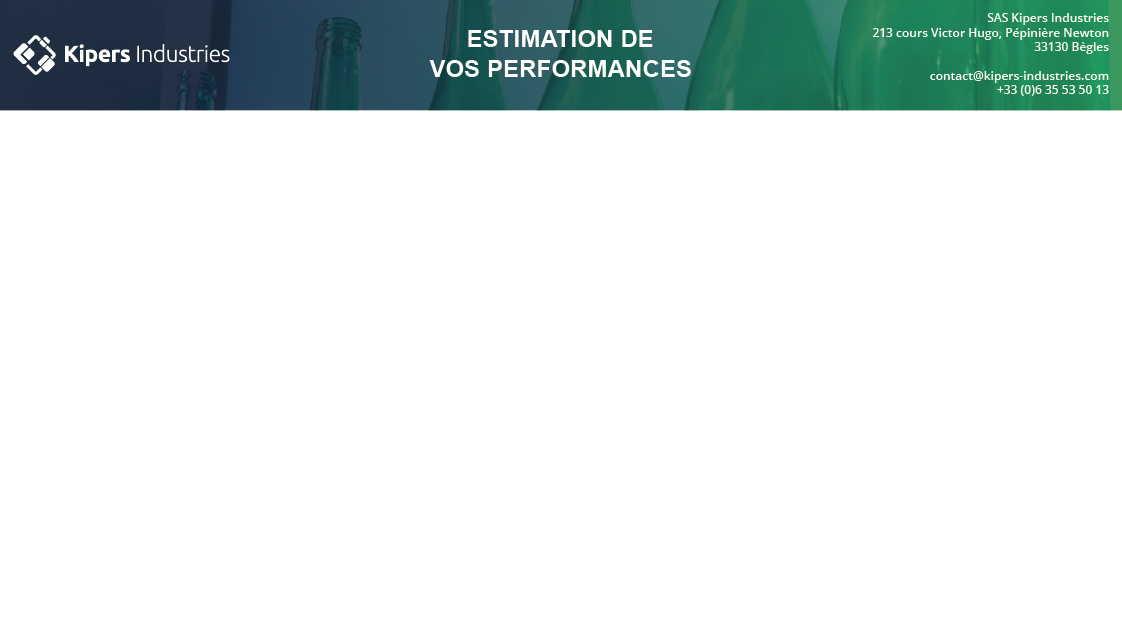 Kipers Industries
ESTIMATION DE
VOS PERFORMANCES
SAS Kipers Industries
213 cours Victor Hugo, Pépinière Newton
33130 Bègles
contact@kipers-industries.com
+33 (0)6 35 53 50 13